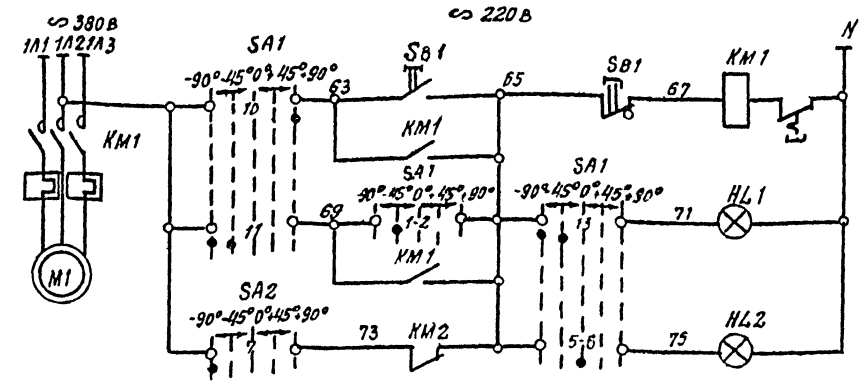 ∾ 380В
∾ 220В
1Л1 1Л2 1Л3
SA1
-90° -45° 0° +45° +90°
10
63
SB1
65
SB1
67
KM1
N
KM1
KM1
SA1
-90° -45° 0° +45° +90°
SA1
-90° -45° 0° +45° +90°
11
69
1-2
13
71
HL1
KM1
M1
SA2
-90° -45° 0° +45° +90°
7
73
KM2
5-6
75
HL2